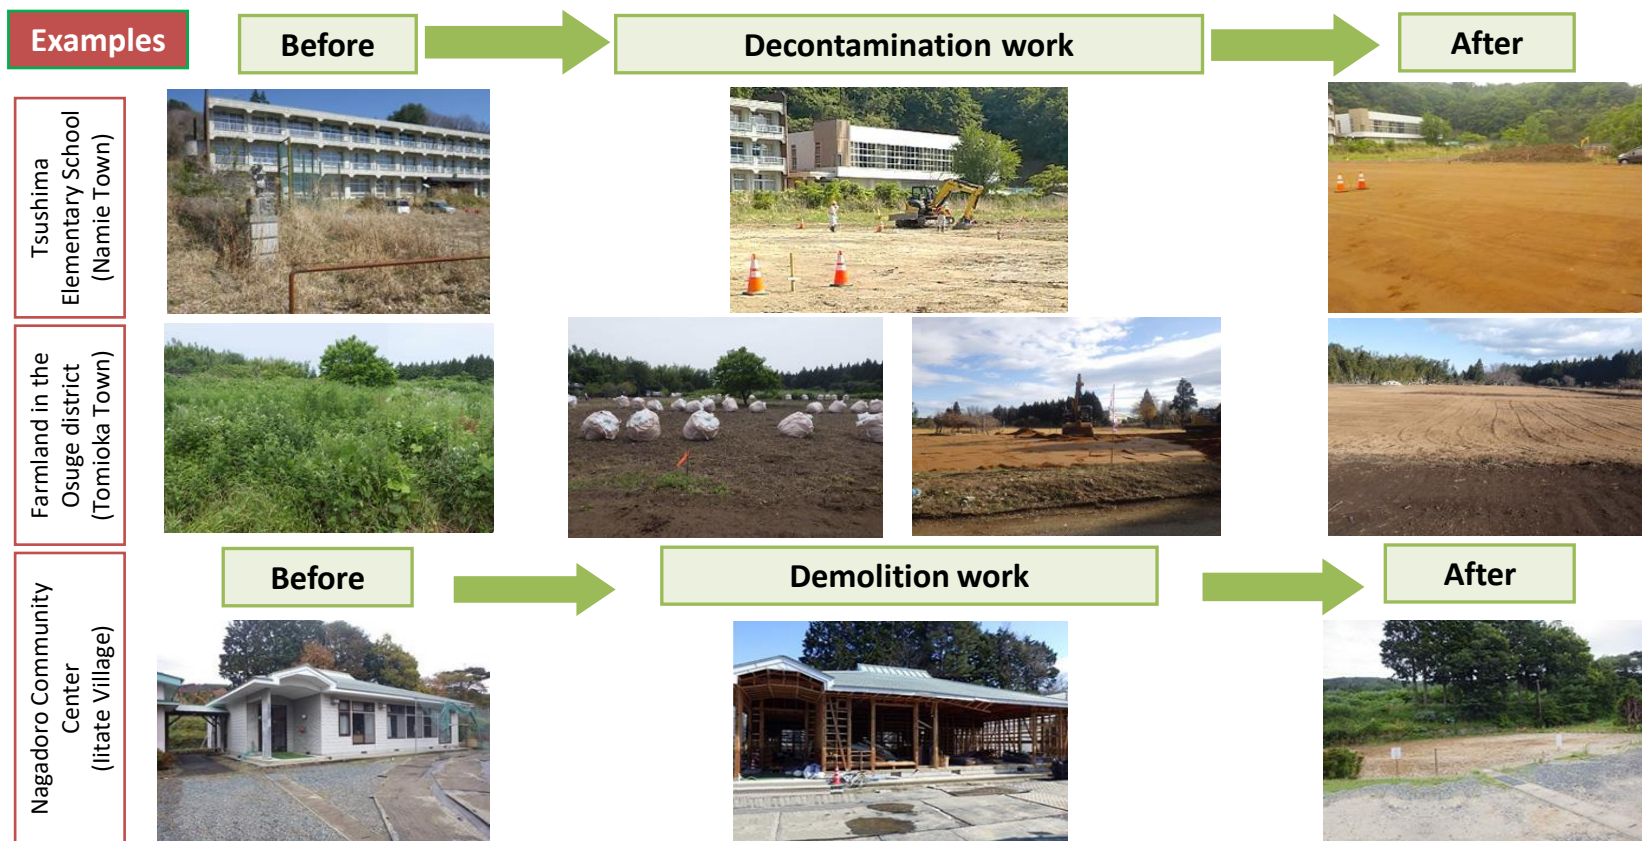 Examples
Before
Decontamination work
After
Tsushima
Elementary School
(Namie Town)
Farmland in the
Osuge district
(Tomioka Town)
Before
Demolition work
After
Nagadoro Community
Center
(Iitate Village)